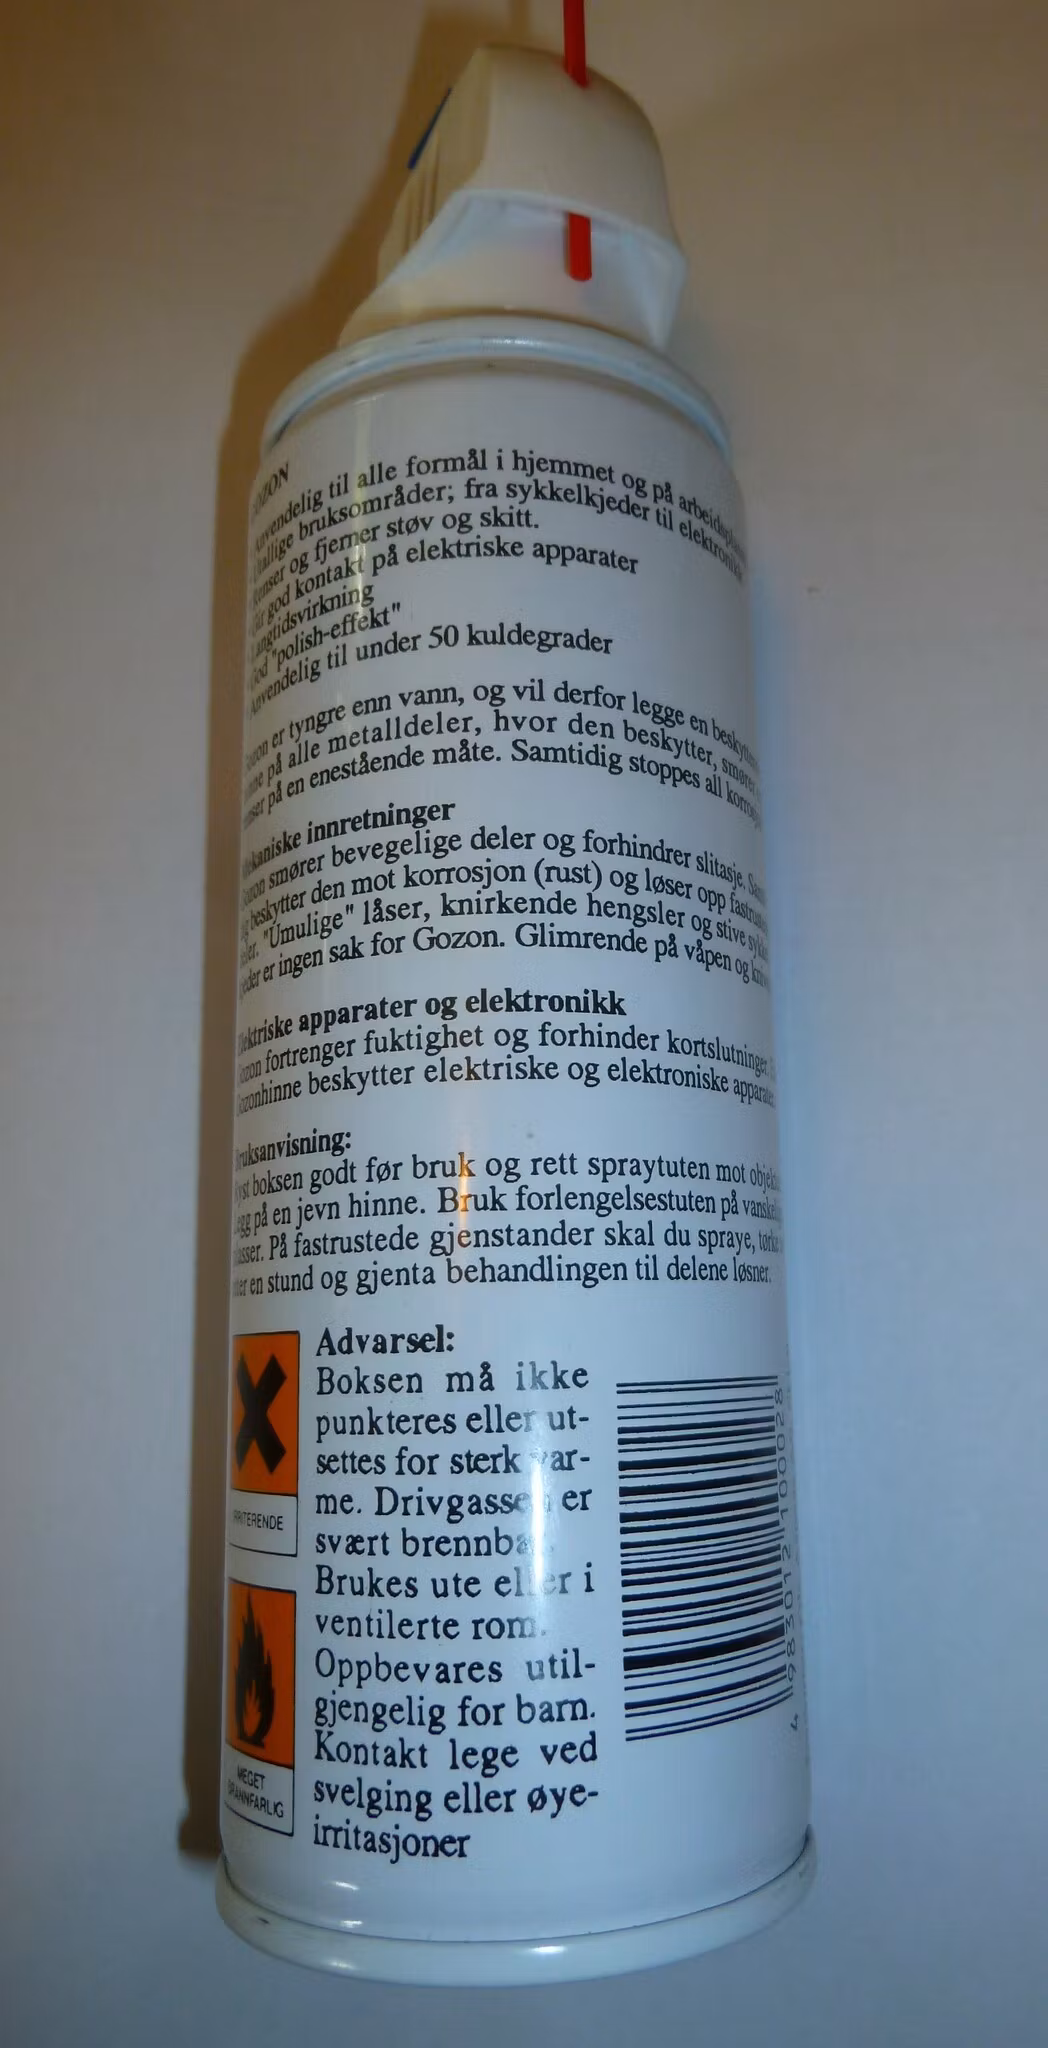 Anvendelig til alle formål i hjemmet og på
bruksområder; fra sykkelkjeder til
Renser og fjerner støv og skitt.
Gir god kontakt på elektriske apparater
Langtidsvirkning
God "polish-effekt"
Anvendelig til under 50 kuldegrader
er tyngre enn vann, og vil derfor legge en
på alle metalldeler, hvor den beskytter,
på en enestående måte. Samtidig stoppes all
Mekaniske innretninger
smører bevegelige deler og forhindrer slitasje.
beskytter den mot korrosjon (rust) og løser opp
"Umulige" låser, knirkende hengsler og stive
er ingen sak for Gozon. Glimrende på våpen og
Elektriske apparater og elektronikk
fortrenger fuktighet og forhinder kortslutninger.
Gozonhinne beskytter elektriske og elektroniske
Bruksanvisning:
boksen godt før bruk og rett spraytuten mot
på en jevn hinne. Bruk forlengelsestuten på
På fastrustede gjenstander skal du spraye,
en stund og gjenta behandlingen til delene løsner.
Advarsel:
Boksen må ikke
punkteres eller ut-
settes for sterk var-
me. Drivgassen er
svært brennbar.
Brukes ute eller i
ventilerte rom.
Oppbevares util-
gjengelig for barn.
Kontakt lege ved
svelging eller øye-
irritasjoner
IRRITERENDE
MEGET
BRANNFARLIG
4 983012 100028